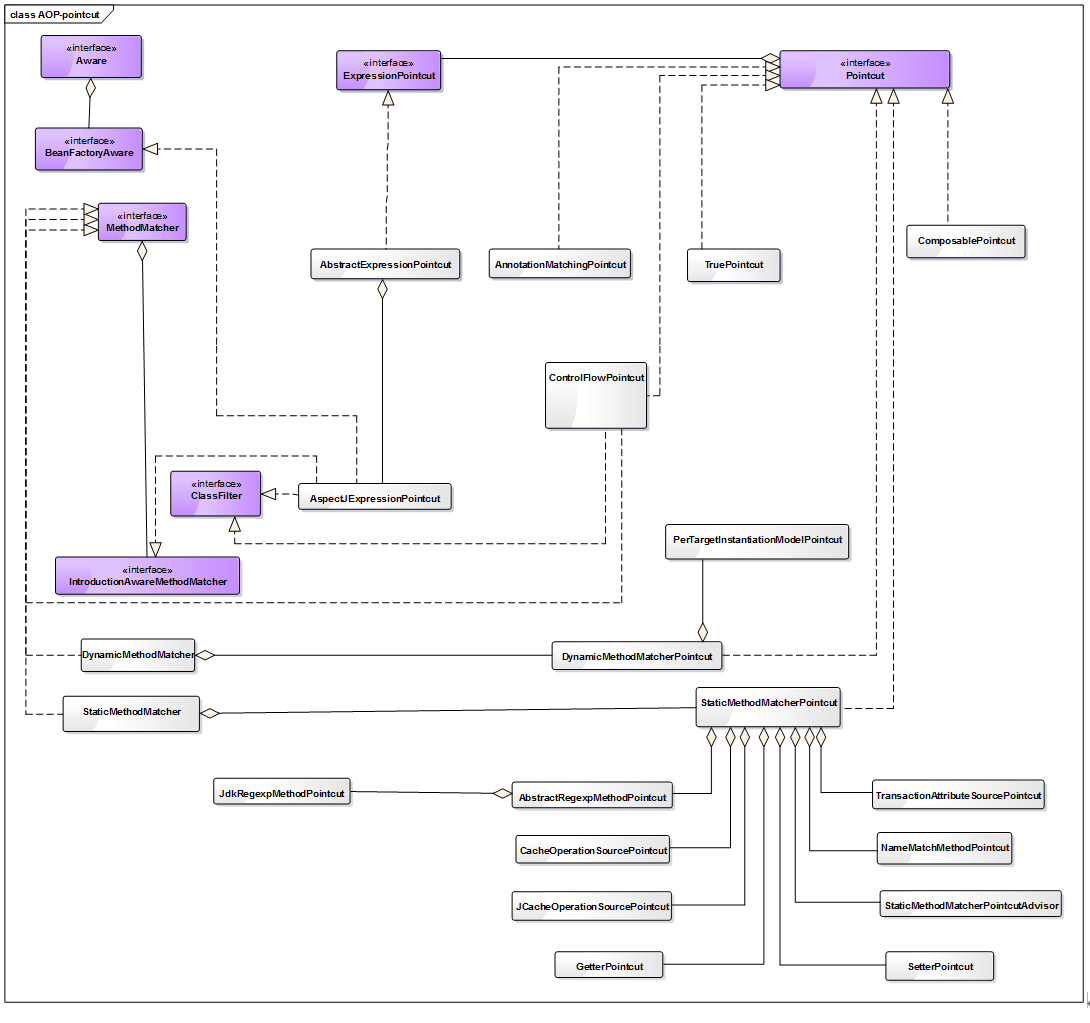 class AOP-pointcut
«interface»
Aware
«interface»
ExpressionPointcut
«interface»
Pointcut
«interface»
BeanFactoryAware
«interface»
MethodMatcher
ComposablePointcut
AbstractExpressionPointcut
AnnotationMatchingPointcut
TruePointcut
ControlFlowPointcut
«interface»
ClassFilter
AspectJExpressionPointcut
PerTargetInstantiationModelPointcut
«interface»
IntroductionAwareMethodMatcher
DynamicMethodMatcher
DynamicMethodMatcherPointcut
StaticMethodMatcher
StaticMethodMatcherPointcut
JdkRegexpMethodPointcut
AbstractRegexpMethodPointcut
TransactionAttributeSourcePointcut
CacheOperationSourcePointcut
NameMatchMethodPointcut
JCacheOperationSourcePointcut
StaticMethodMatcherPointcutAdvisor
GetterPointcut
SetterPointcut